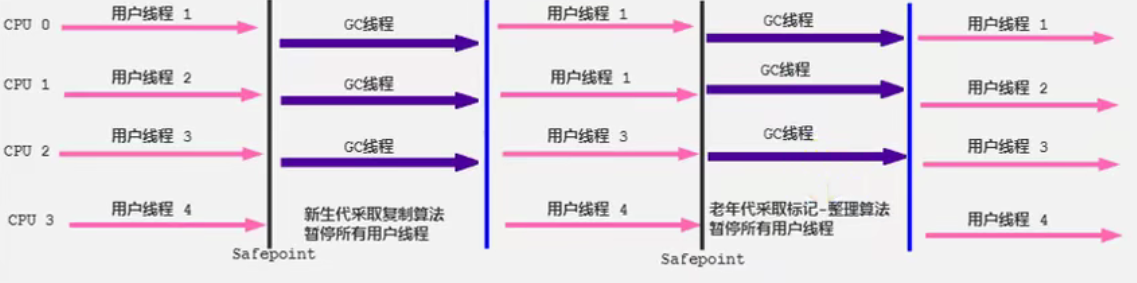 CPU 0 用户线程 1 GC线程 用户线程 1 GC线程 用户线程 1
CPU 1 用户线程 2 GC线程 用户线程 1 GC线程 用户线程 2
CPU 2 用户线程 3 GC线程 用户线程 3 GC线程 用户线程 3
CPU 3 用户线程 4 用户线程 4 用户线程 4
新生代采取复制算法
暂停所有用户线程
老年代采取标记-整理算法
暂停所有用户线程
Safepoint
Safepoint